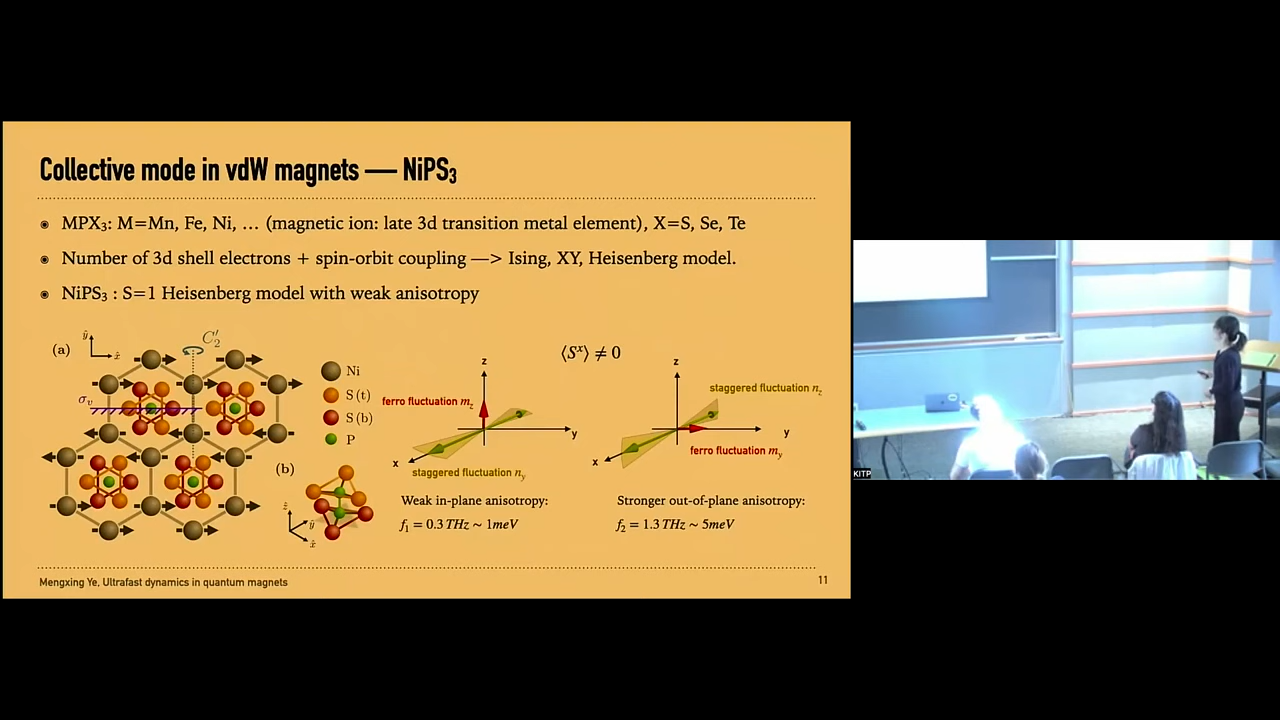 Collective mode in vdW magnets — NiPS₃
MPX₃: M=Mn, Fe, Ni, … (magnetic ion: late 3d transition metal element), X=S, Se, Te
Number of 3d shell electrons + spin-orbit coupling —> Ising, XY, Heisenberg model.
NiPS₃ : S=1 Heisenberg model with weak anisotropy
(a)
ŷ
x̂
C₂′
σᵥ
Ni
S (t)
S (b)
P
(b)
ẑ
ŷ
x̂
⟨Sˣ⟩ ≠ 0
z
ferro fluctuation m_z
y
x
staggered fluctuation n_y
Weak in-plane anisotropy:
f₁ = 0.3 THz ~ 1meV
z
staggered fluctuation n_z
y
ferro fluctuation m_y
x
Stronger out-of-plane anisotropy:
f₂ = 1.3 THz ~ 5meV
Mengxing Ye, Ultrafast dynamics in quantum magnets
11
KITP